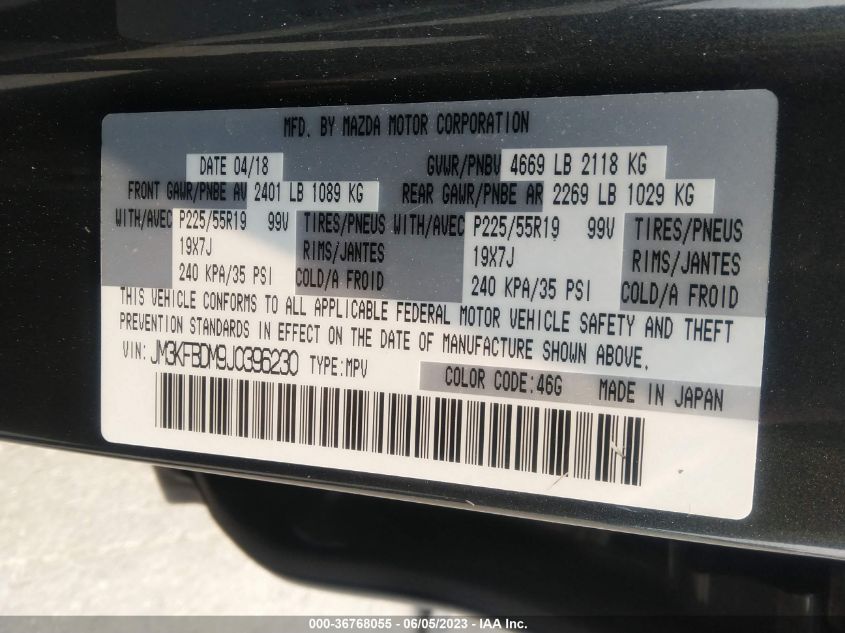 MFD. BY MAZDA MOTOR CORPORATION
DATE 04/18 GVWR/PNBV 4669 LB 2118 KG
FRONT GAWR/PNBE AV 2401 LB 1089 KG REAR GAWR/PNBE AR 2269 LB 1029 KG
WITH/AVEC P225/55R19 99V TIRES/PNEUS WITH/AVEC P225/55R19 99V TIRES/PNEUS
19X7J RIMS/JANTES 19X7J RIMS/JANTES
240 KPA/35 PSI COLD/A FROID 240 KPA/35 PSI COLD/A FROID
THIS VEHICLE CONFORMS TO ALL APPLICABLE FEDERAL MOTOR VEHICLE SAFETY AND THEFT
PREVENTION STANDARDS IN EFFECT ON THE DATE OF MANUFACTURE SHOWN ABOVE.
VIN: JM3KFBDM9J0396230 TYPE:MPV
COLOR CODE:46G MADE IN JAPAN
000-36768055 - 06/05/2023 - IAA Inc.